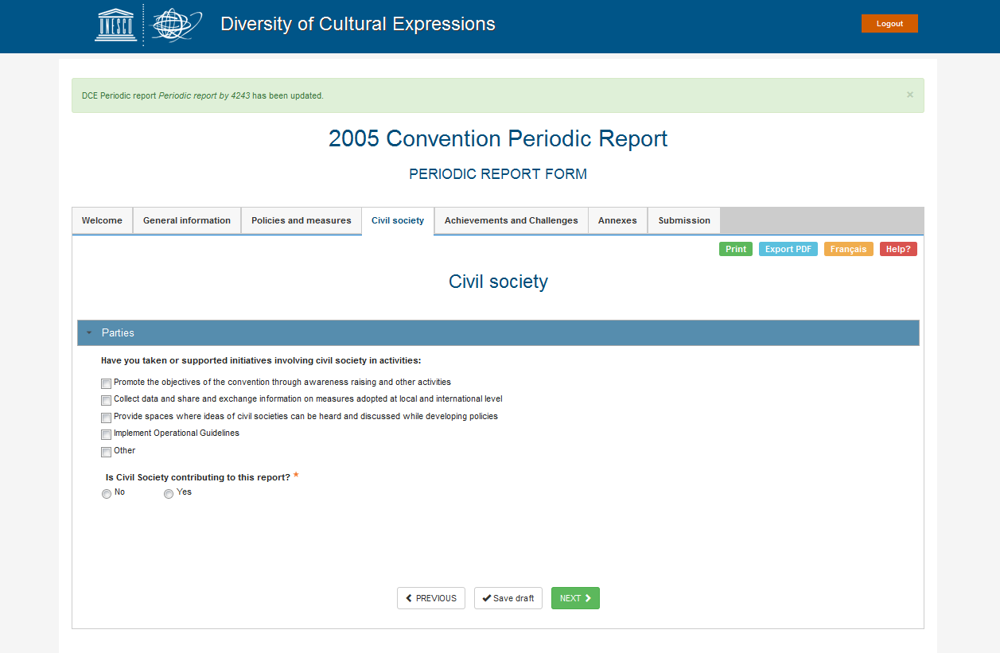 UNESCO
Diversity of Cultural Expressions
Logout
DCE Periodic report Periodic report by 4243 has been updated.
×
2005 Convention Periodic Report
PERIODIC REPORT FORM
Welcome General information Policies and measures Civil society Achievements and Challenges Annexes Submission
Print Export PDF Français Help?
Civil society
Parties
Have you taken or supported initiatives involving civil society in activities:
Promote the objectives of the convention through awareness raising and other activities
Collect data and share and exchange information on measures adopted at local and international level
Provide spaces where ideas of civil societies can be heard and discussed while developing policies
Implement Operational Guidelines
Other
Is Civil Society contributing to this report? *
No Yes
PREVIOUS Save draft NEXT